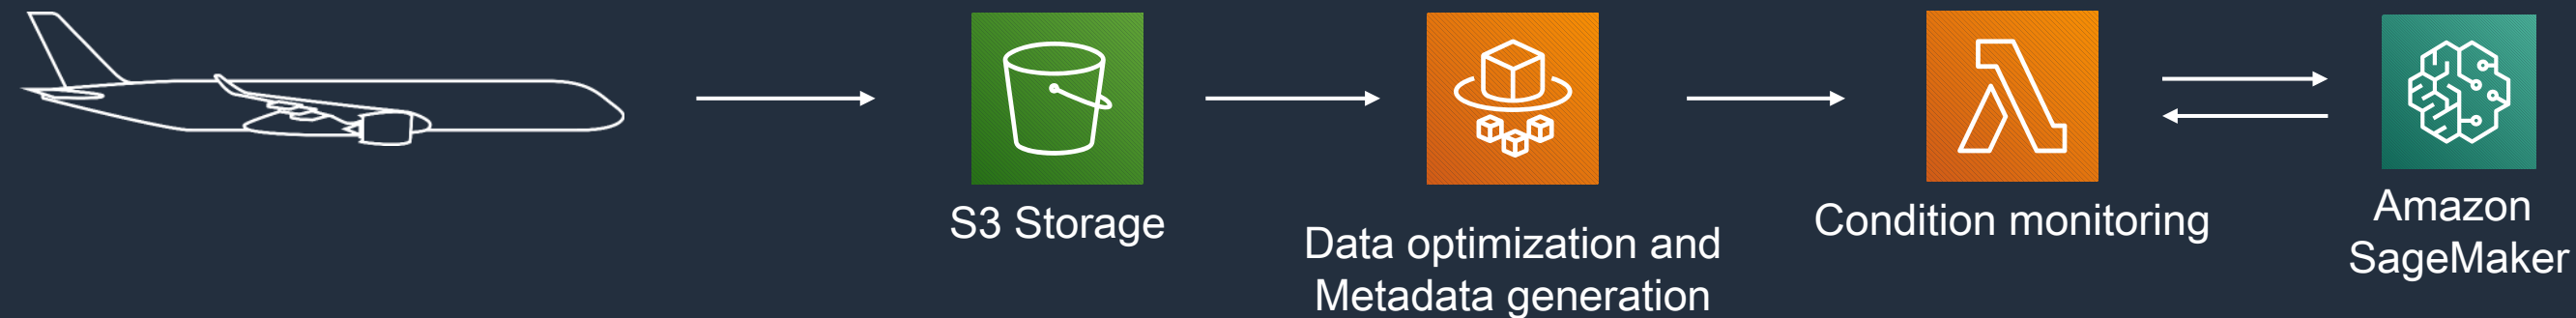 S3 Storage
Data optimization and
Metadata generation
Condition monitoring
Amazon
SageMaker